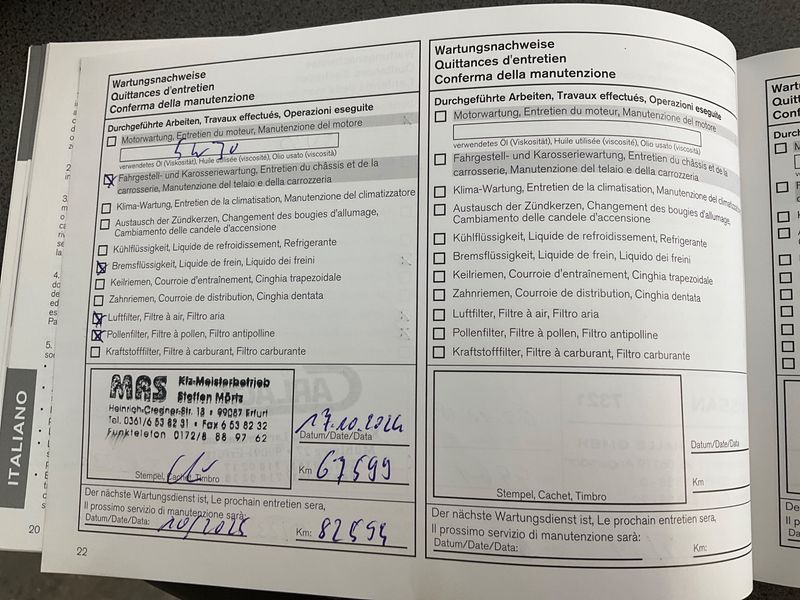 Wartungsnachweise
Quittances d'entretien
Conferma della manutenzione
Durchgeführte Arbeiten, Travaux effectués, Operazioni eseguite
Motorwartung, Entretien du moteur, Manutenzione del motore
5W30
verwendetes Öl (Viskosität), Huile utilisée (viscosité), Olio usato (viscosità)
Fahrgestell- und Karosseriewartung, Entretien du châssis et de la
carrosserie, Manutenzione del telaio e della carrozzeria
Klima-Wartung, Entretien de la climatisation, Manutenzione del climatizzatore
Austausch der Zündkerzen, Changement des bougies d'allumage,
Cambiamento delle candele d'accensione
Kühlflüssigkeit, Liquide de refroidissement, Refrigerante
Bremsflüssigkeit, Liquide de frein, Liquido dei freini
Keilriemen, Courroie d'entraînement, Cinghia trapezoidale
Zahnriemen, Courroie de distribution, Cinghia dentata
Luftfilter, Filtre à air, Filtro aria
Pollenfilter, Filtre à pollen, Filtro antipolline
Kraftstofffilter, Filtre à carburant, Filtro carburante
MRS Kfz-Meisterbetrieb
Steffen Möritz
Heinrich-Cregner-Str. 18 • 99087 Erfurt
Tel. 0361/6 53 82 31 • Fax 6 53 82 32
Funktelefon 0172/8 88 97 62
Stempel, Cachet, Timbro
17.10.2024
Datum/Date/Data
Km 67599
Der nächste Wartungsdienst ist, Le prochain entretien sera,
Il prossimo servizio di manutenzione sarà:
Datum/Date/Data: 10/2025 Km: 82594
22
Wartungsnachweise
Quittances d'entretien
Conferma della manutenzione
Durchgeführte Arbeiten, Travaux effectués, Operazioni eseguite
Motorwartung, Entretien du moteur, Manutenzione del motore
verwendetes Öl (Viskosität), Huile utilisée (viscosité), Olio usato (viscosità)
Fahrgestell- und Karosseriewartung, Entretien du châssis et de la
carrosserie, Manutenzione del telaio e della carrozzeria
Klima-Wartung, Entretien de la climatisation, Manutenzione del climatizzatore
Austausch der Zündkerzen, Changement des bougies d'allumage,
Cambiamento delle candele d'accensione
Kühlflüssigkeit, Liquide de refroidissement, Refrigerante
Bremsflüssigkeit, Liquide de frein, Liquido dei freini
Keilriemen, Courroie d'entraînement, Cinghia trapezoidale
Zahnriemen, Courroie de distribution, Cinghia dentata
Luftfilter, Filtre à air, Filtro aria
Pollenfilter, Filtre à pollen, Filtro antipolline
Kraftstofffilter, Filtre à carburant, Filtro carburante
Stempel, Cachet, Timbro
Datum/Date/Data
Km
Der nächste Wartungsdienst ist, Le prochain entretien sera,
Il prossimo servizio di manutenzione sarà:
Datum/Date/Data: Km:
ITALIANO
20